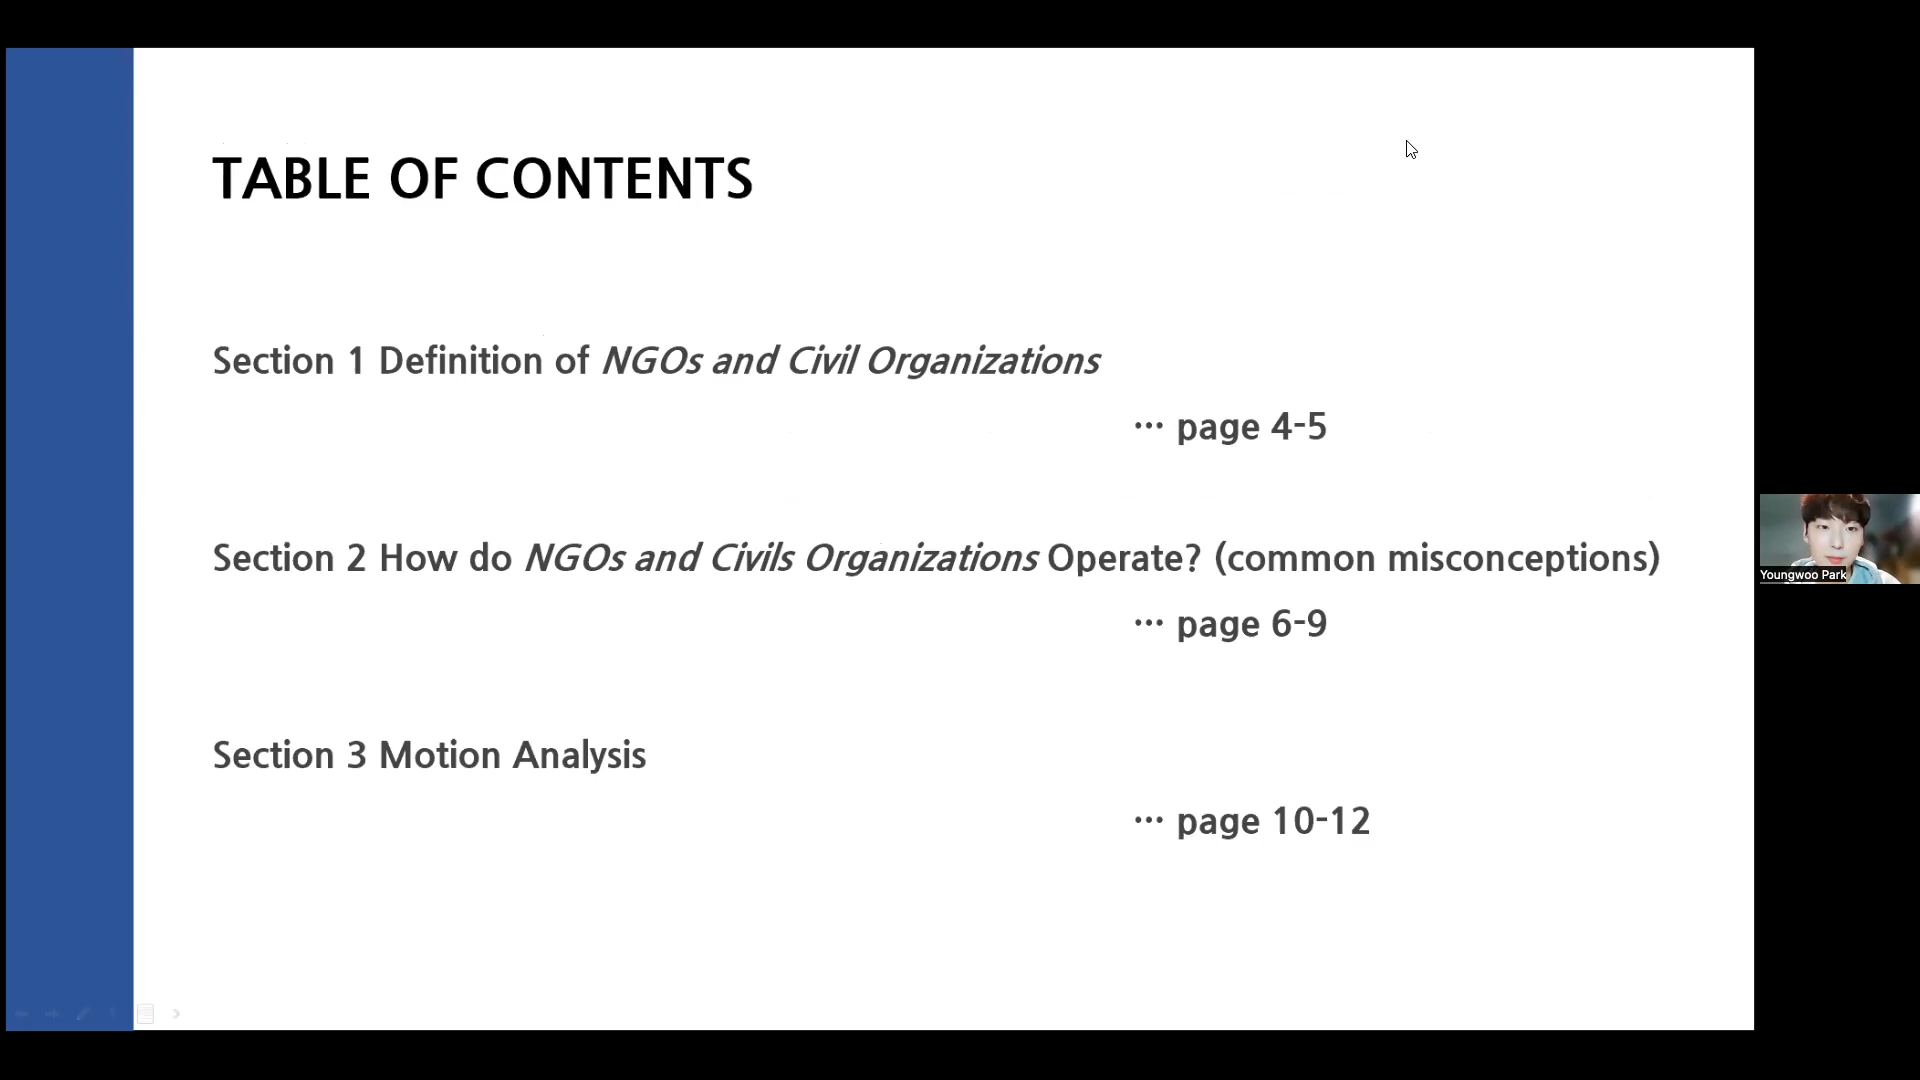 TABLE OF CONTENTS
Section 1 Definition of NGOs and Civil Organizations
… page 4-5
Section 2 How do NGOs and Civils Organizations Operate? (common misconceptions)
… page 6-9
Section 3 Motion Analysis
… page 10-12
Youngwoo Park